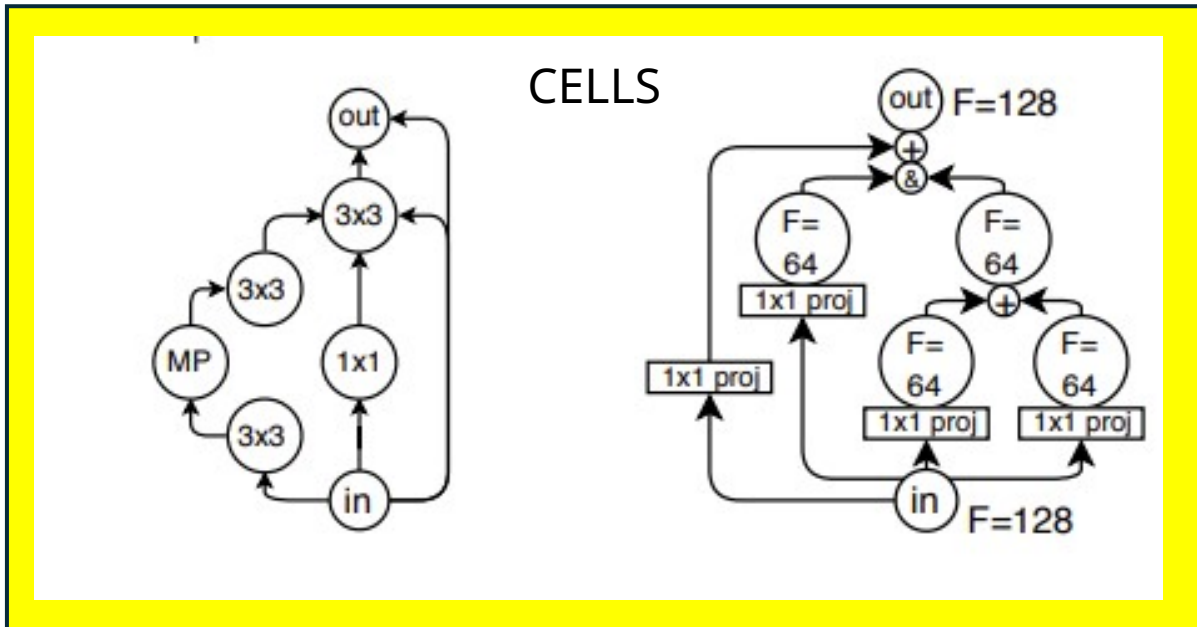 CELLS
out
3x3
3x3
MP
1x1
3x3
in
out F=128
+
&
F=
64
F=
64
1x1 proj
+
1x1 proj
F=
64
F=
64
1x1 proj
1x1 proj
in
F=128